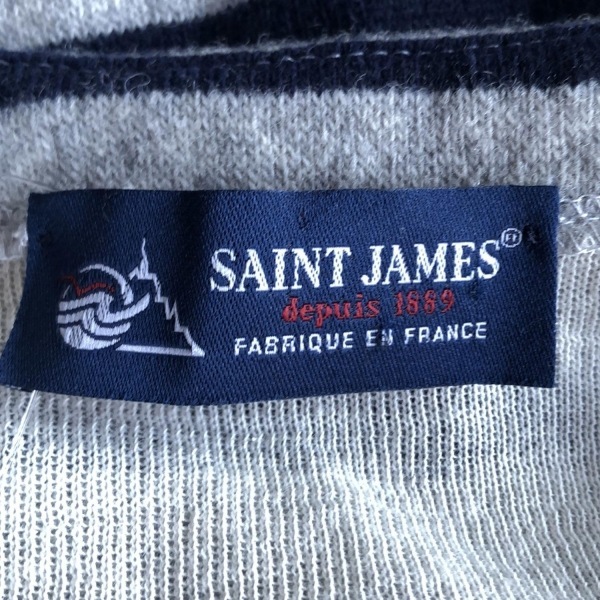 SAINT JAMES
depuis 1889
FABRIQUE EN FRANCE